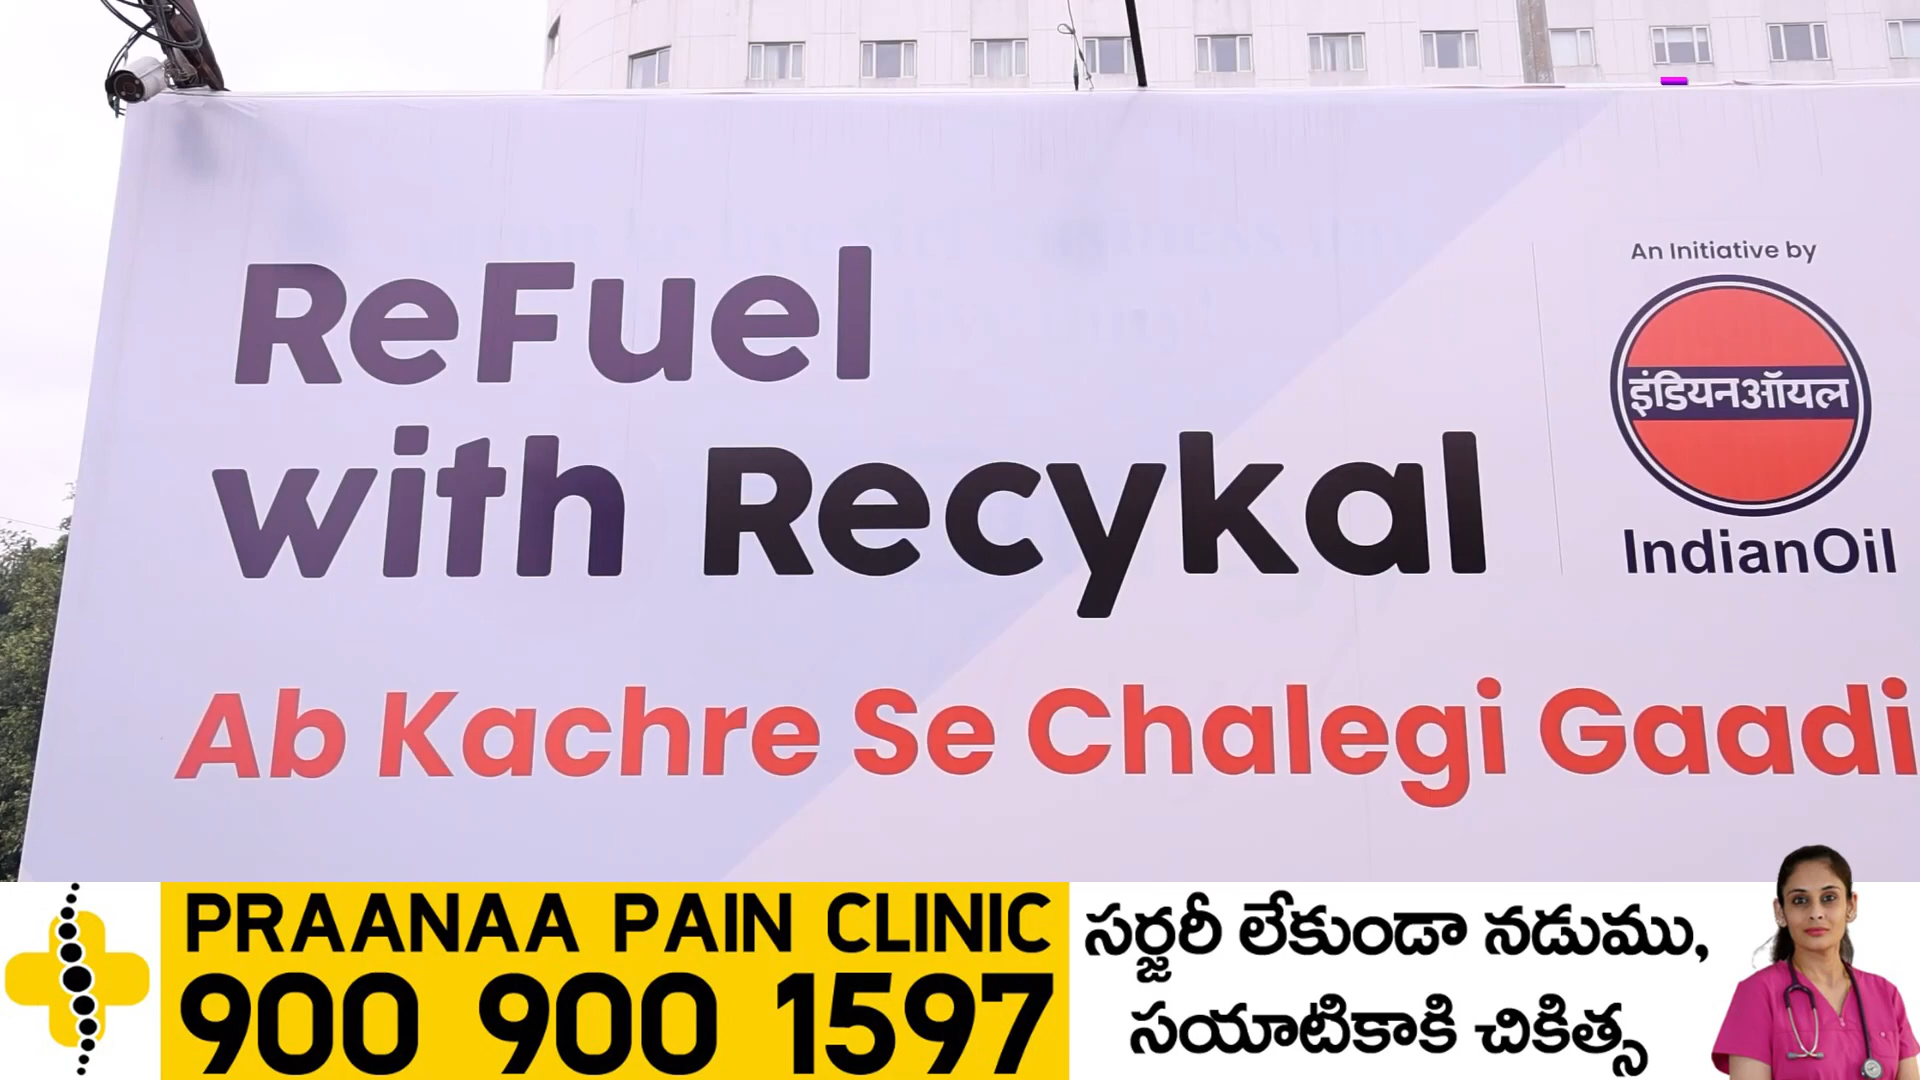 ReFuel
with Recykal
An Initiative by
इंडियनऑयल
IndianOil
Ab Kachre Se Chalegi Gaadi
PRAANAA PAIN CLINIC
900 900 1597
సర్జరీ లేకుండా నడుము,
సయాటికాకి చికిత్స